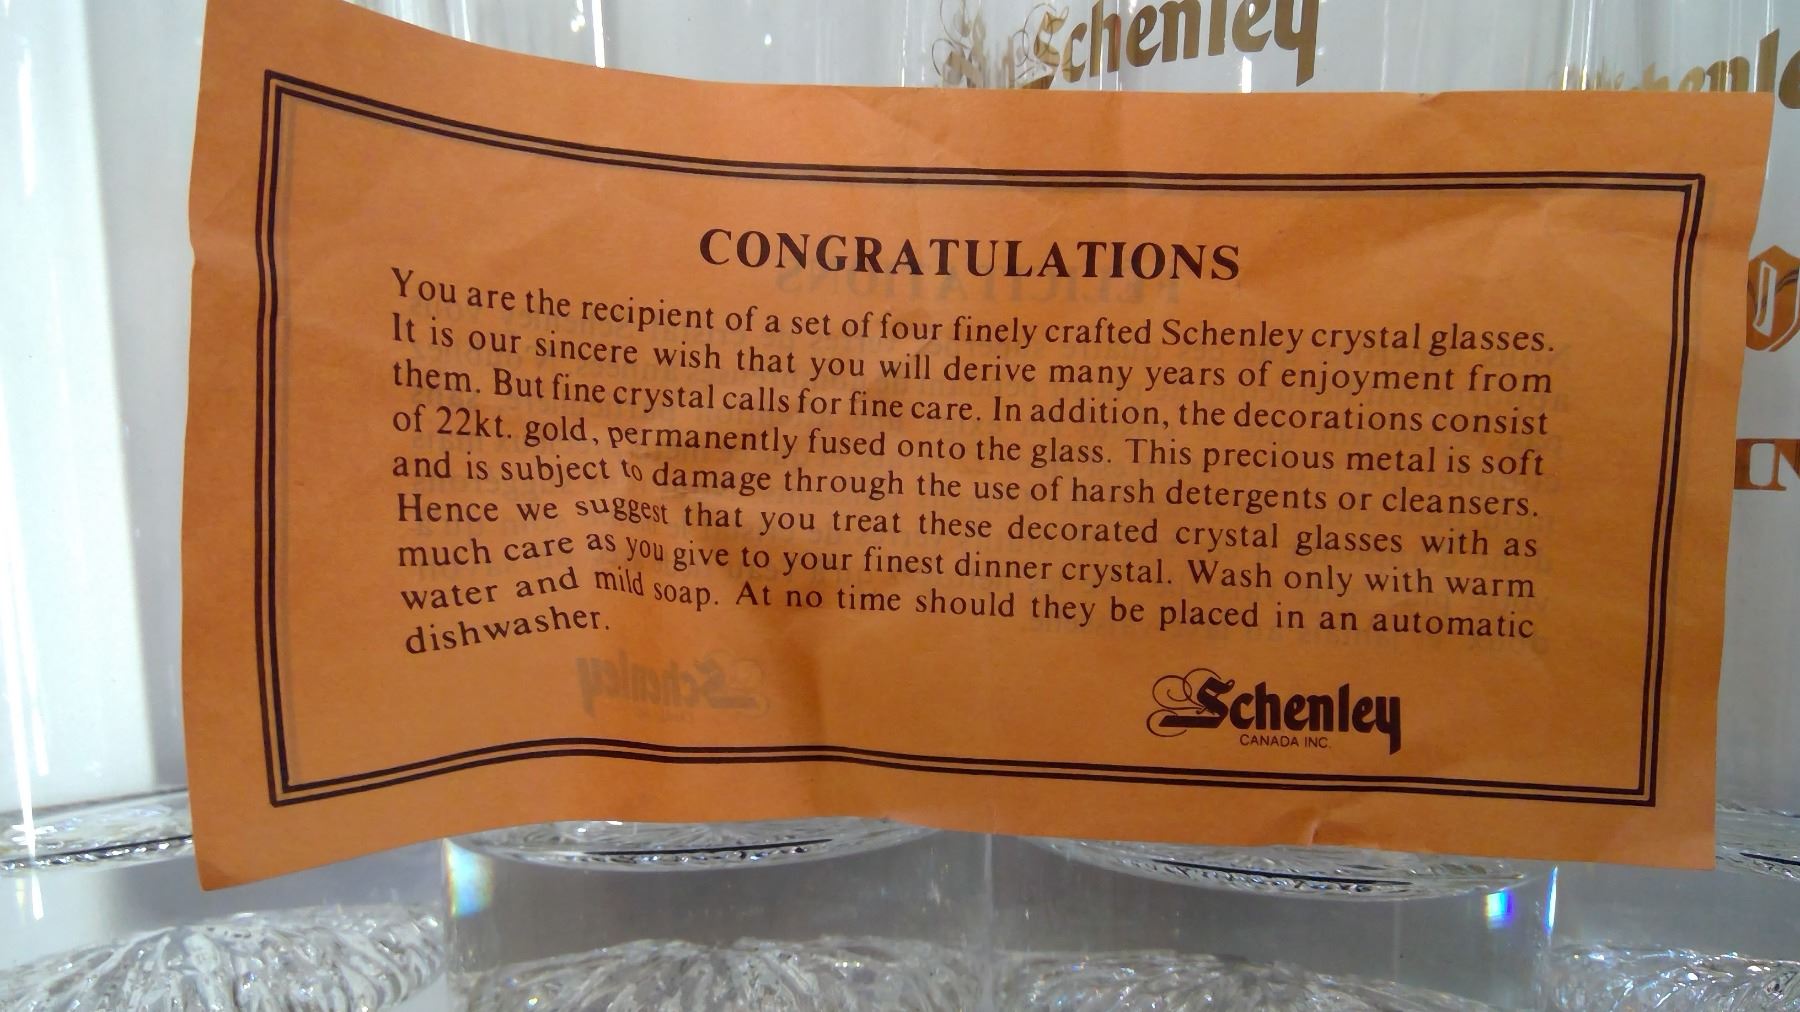 Schenley
CONGRATULATIONS
You are the recipient of a set of four finely crafted Schenley crystal glasses.
It is our sincere wish that you will derive many years of enjoyment from
them. But fine crystal calls for fine care. In addition, the decorations consist
of 22kt. gold, permanently fused onto the glass. This precious metal is soft
and is subject to damage through the use of harsh detergents or cleansers.
Hence we suggest that you treat these decorated crystal glasses with as
much care as you give to your finest dinner crystal. Wash only with warm
water and mild soap. At no time should they be placed in an automatic
dishwasher.
Schenley
CANADA INC.